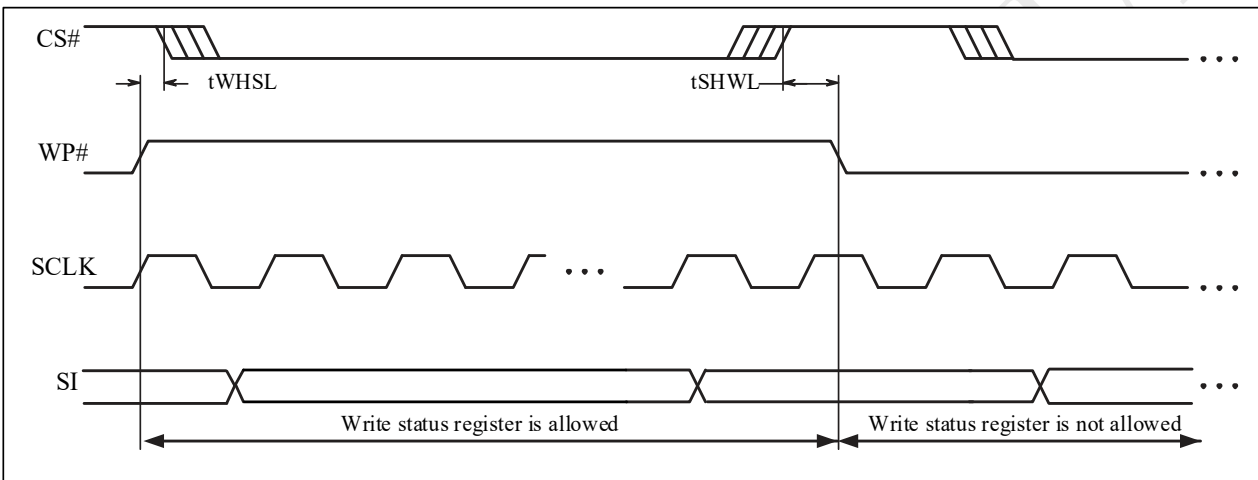 CS#
tWHSL
tSHWL
WP#
SCLK
SI
Write status register is allowed
Write status register is not allowed